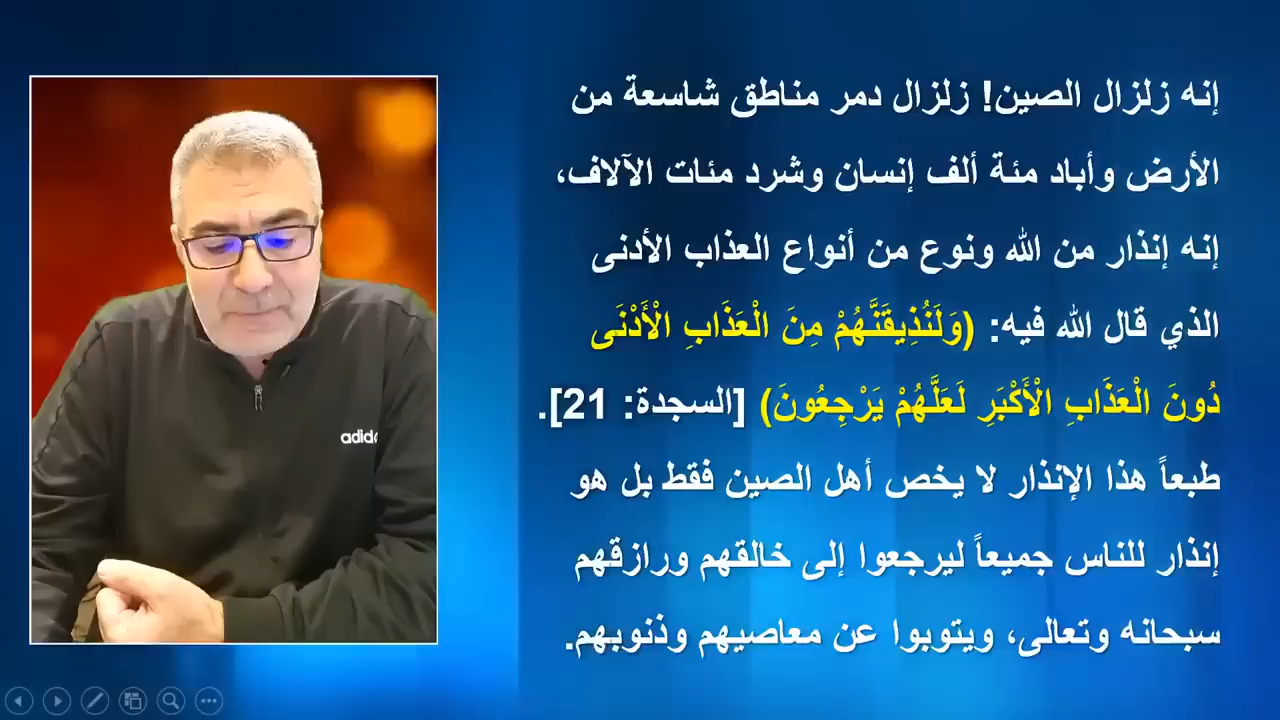 إنه زلزال الصين! زلزال دمر مناطق شاسعة من
الأرض وأباد مئة ألف إنسان وشرد مئات الآلاف،
إنه إنذار من الله ونوع من أنواع العذاب الأدنى
الذي قال الله فيه: (وَلَنُذِيقَنَّهُمْ مِنَ الْعَذَابِ الْأَدْنَى
دُونَ الْعَذَابِ الْأَكْبَرِ لَعَلَّهُمْ يَرْجِعُونَ) [السجدة: 21].
طبعاً هذا الإنذار لا يخص أهل الصين فقط بل هو
إنذار للناس جميعاً ليرجعوا إلى خالقهم ورازقهم
سبحانه وتعالى، ويتوبوا عن معاصيهم وذنوبهم.
adida